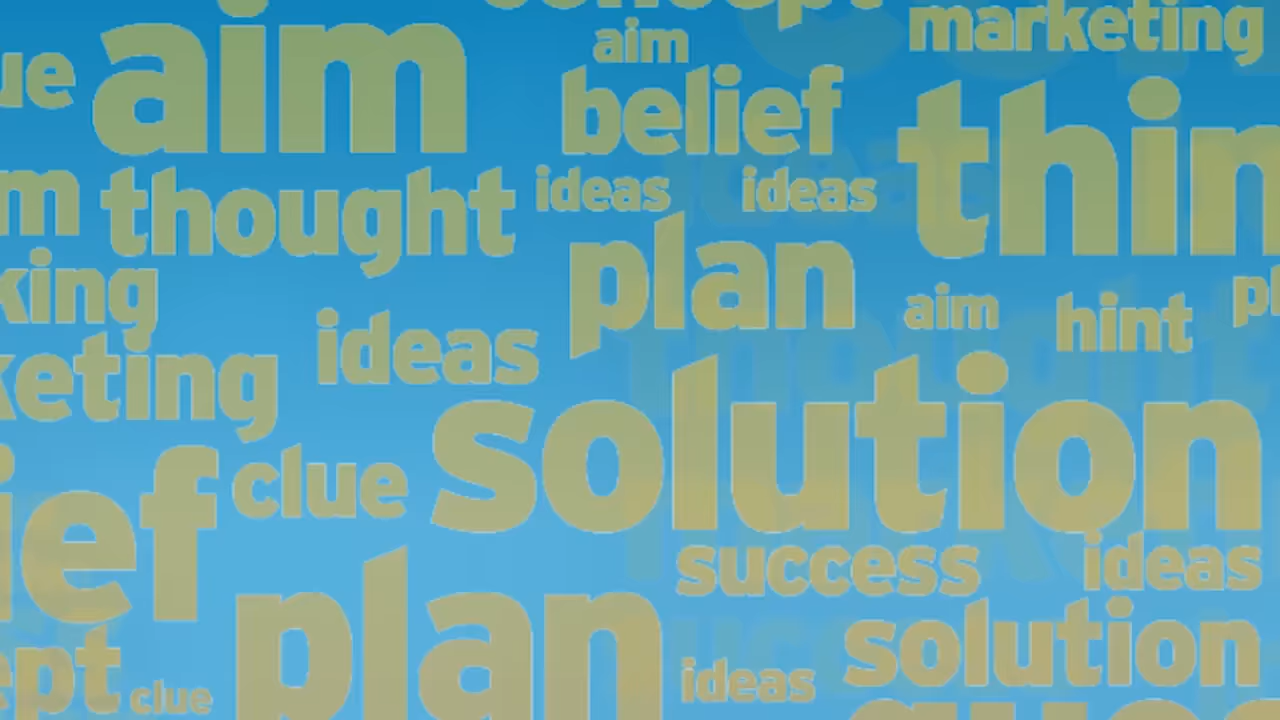 concept
marketing
aim
aim
ue
belief
thin
m thought
ideas ideas
plan
king
aim hint pl
ideas
keting
solution
clue
ief
success ideas
plan
solution
ept clue
ideas